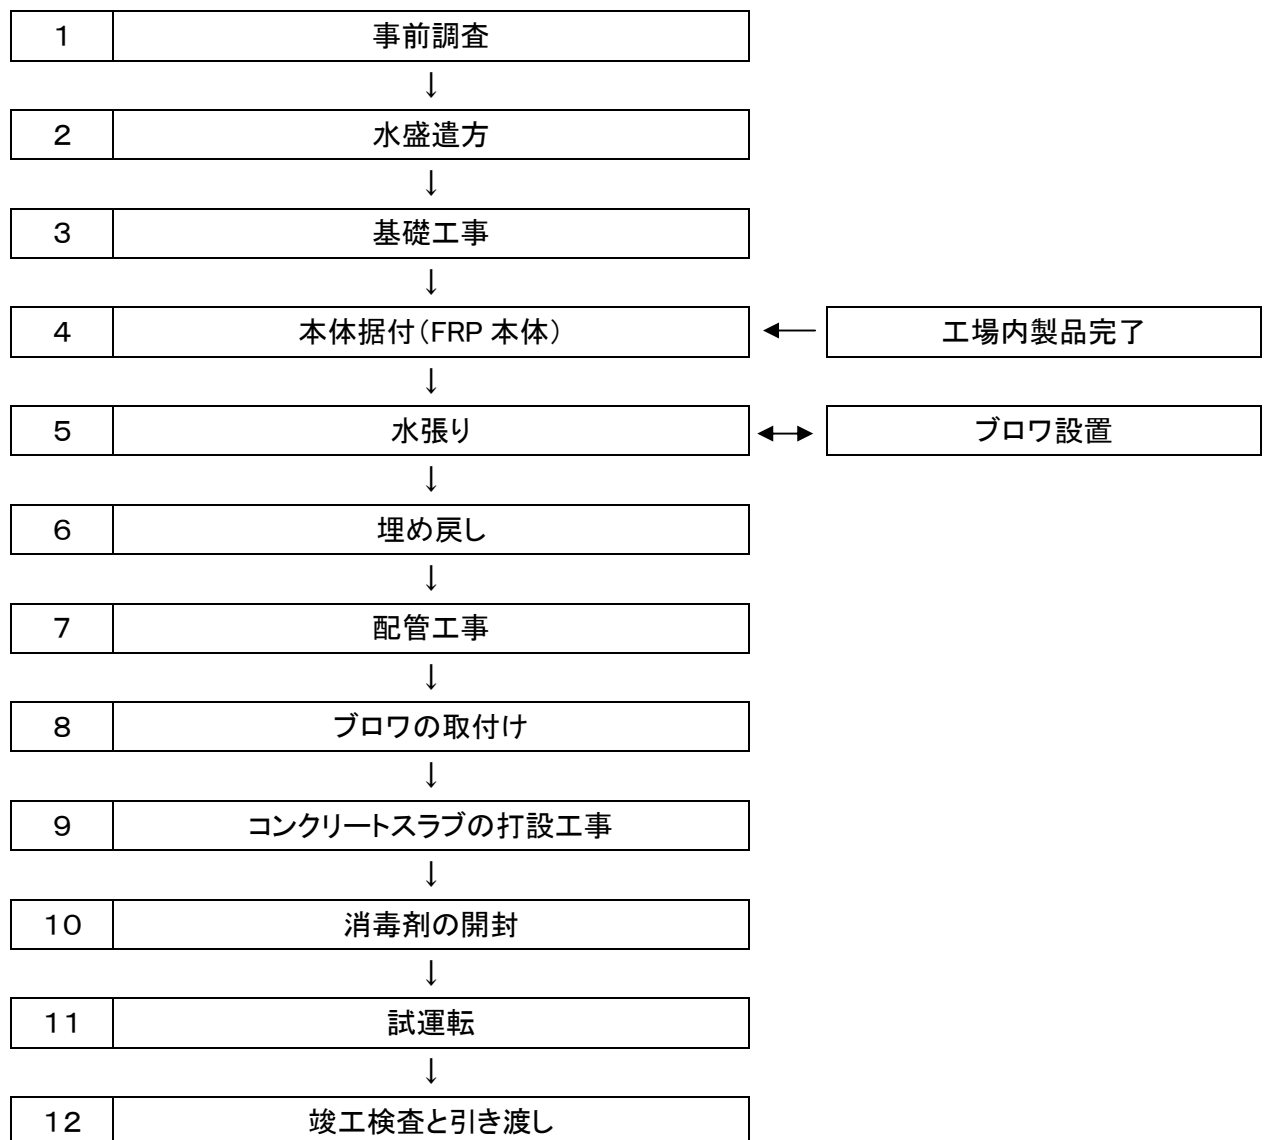 1 事前調査
↓
2 水盛遣方
↓
3 基礎工事
↓
4 本体据付(FRP 本体) ← 工場内製品完了
↓
5 水張り ↔ ブロワ設置
↓
6 埋め戻し
↓
7 配管工事
↓
8 ブロワの取付け
↓
9 コンクリートスラブの打設工事
↓
10 消毒剤の開封
↓
11 試運転
↓
12 竣工検査と引き渡し